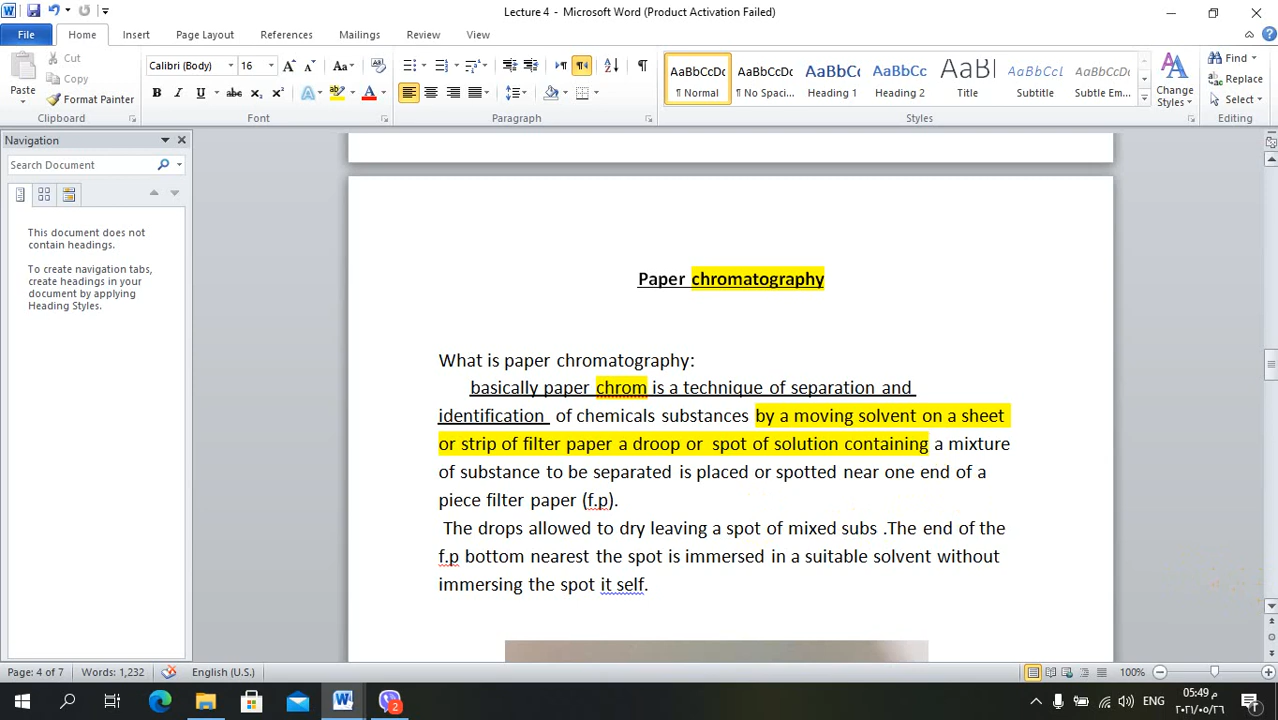 Lecture 4 - Microsoft Word (Product Activation Failed)
File Home Insert Page Layout References Mailings Review View
Cut
Copy
Format Painter
Paste
Clipboard
Calibri (Body) 16
Font
Paragraph
AaBbCcDc AaBbCcDc AaBbCc AaBbCc AaBl AaBbCcl AaBbCcDc
¶ Normal ¶ No Spaci... Heading 1 Heading 2 Title Subtitle Subtle Em...
Styles
Change Styles
Find
Replace
Select
Editing
Navigation
Search Document
This document does not
contain headings.
To create navigation tabs,
create headings in your
document by applying
Heading Styles.
Paper chromatography
What is paper chromatography:
basically paper chrom is a technique of separation and
identification of chemicals substances by a moving solvent on a sheet
or strip of filter paper a droop or spot of solution containing a mixture
of substance to be separated is placed or spotted near one end of a
piece filter paper (f.p).
The drops allowed to dry leaving a spot of mixed subs .The end of the
f.p bottom nearest the spot is immersed in a suitable solvent without
immersing the spot it self.
Page: 4 of 7 Words: 1,232 English (U.S.) 100%
2 ENG
05:49 م
٢٠٢١/٠٥/٢٦